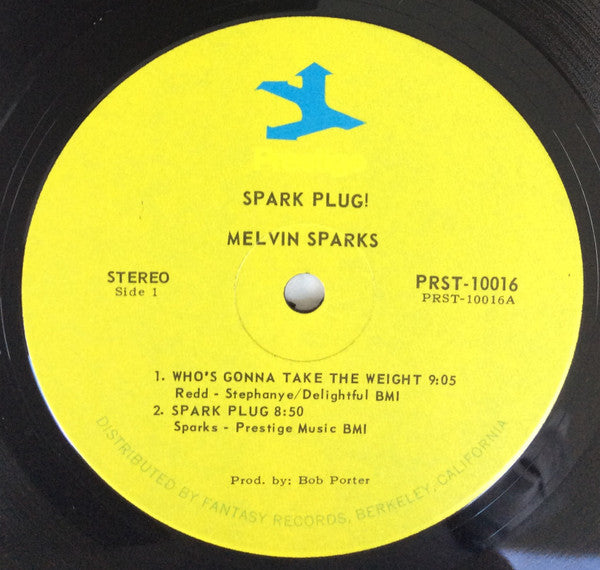 SPARK PLUG!
MELVIN SPARKS
STEREO
Side 1
PRST-10016
PRST-10016A
1. WHO'S GONNA TAKE THE WEIGHT 9:05
Redd - Stephanye/Delightful BMI
2. SPARK PLUG 8:50
Sparks - Prestige Music BMI
Prod. by: Bob Porter
DISTRIBUTED BY FANTASY RECORDS, BERKELEY, CALIFORNIA